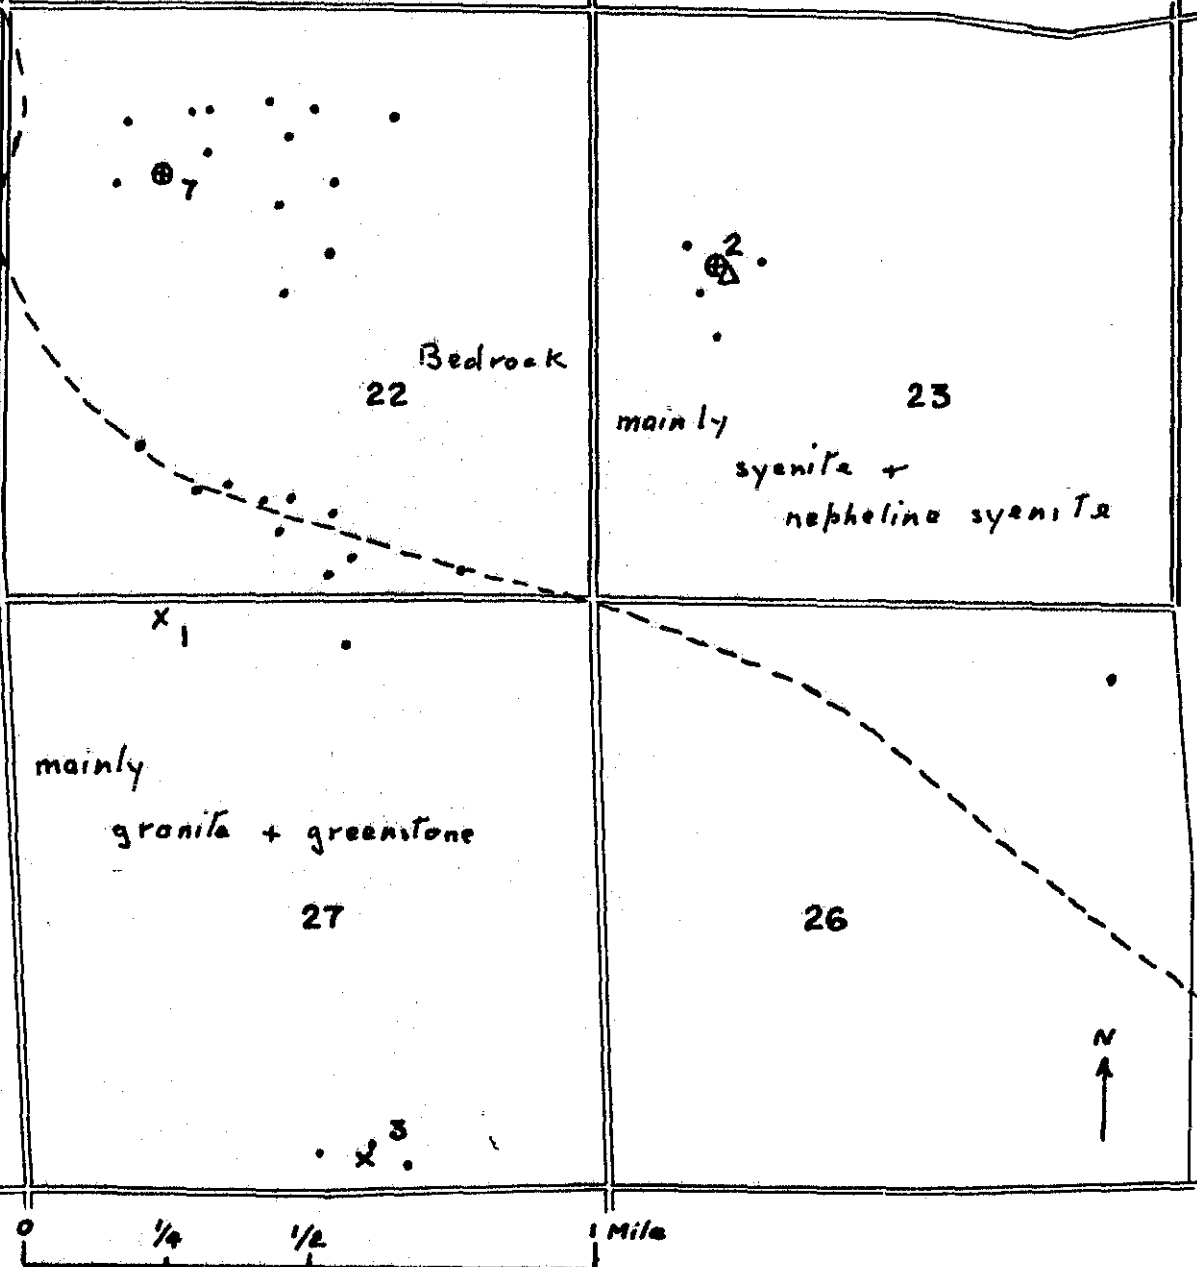 7
2
Bedrock
22
23
mainly
syenite +
nepheline syenite
x 1
mainly
granite + greenstone
27
26
N
3
x
0 1/4 1/2 1 Mile